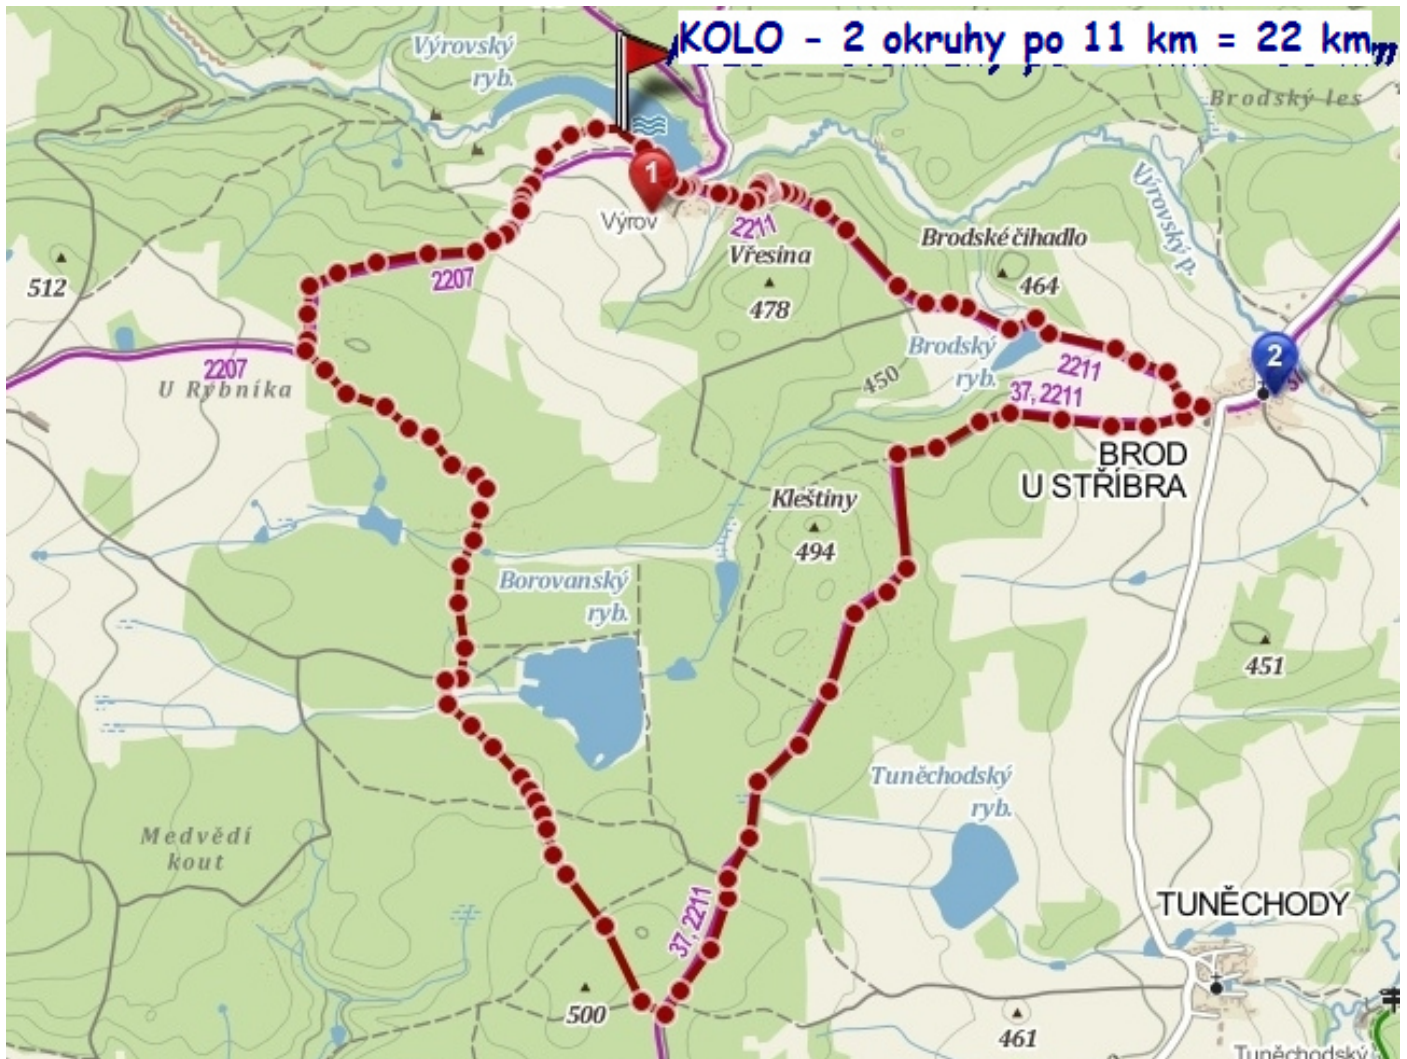 KOLO - 2 okruhy po 11 km = 22 km
Výrovský
ryb.
Brodský les
1
Výrov
2211
Výrovský p.
Vřesina
478
Brodské čihadlo
464
512
2207
2207
U Rybníka
Brodský
ryb.
2
450
2211
37, 2211
BROD
U STŘÍBRA
Kleštiny
494
Borovanský
ryb.
451
Tuněchodský
ryb.
Medvědí
kout
37, 2211
TUNĚCHODY
500
461
Tuněchodský